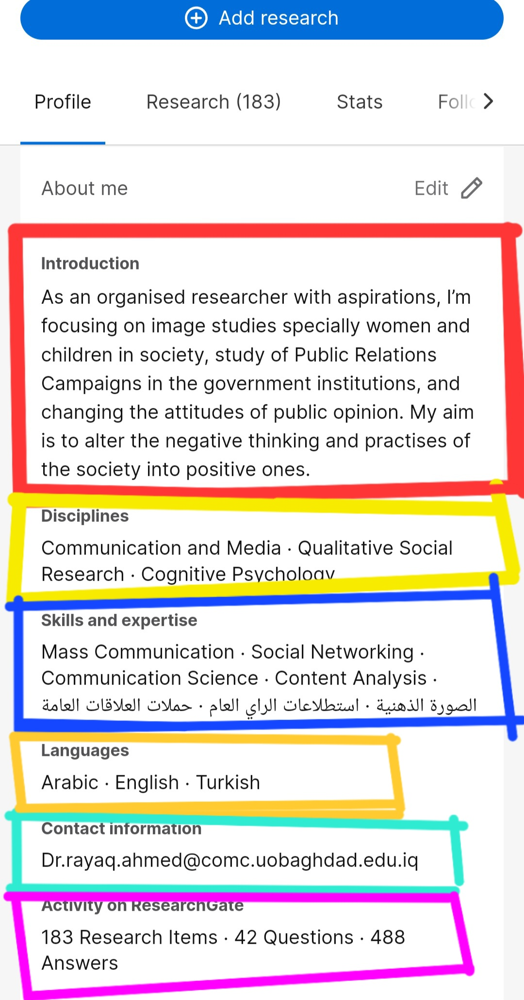 Add research
Profile Research (183) Stats Follo
About me Edit
Introduction
As an organised researcher with aspirations, I’m
focusing on image studies specially women and
children in society, study of Public Relations
Campaigns in the government institutions, and
changing the attitudes of public opinion. My aim
is to alter the negative thinking and practises of
the society into positive ones.
Disciplines
Communication and Media · Qualitative Social
Research · Cognitive Psychology
Skills and expertise
Mass Communication · Social Networking ·
Communication Science · Content Analysis ·
الصورة الذهنية · استطلاعات الراي العام · حملات العلاقات العامة
Languages
Arabic · English · Turkish
Contact information
Dr.rayaq.ahmed@comc.uobaghdad.edu.iq
Activity on ResearchGate
183 Research Items · 42 Questions · 488
Answers